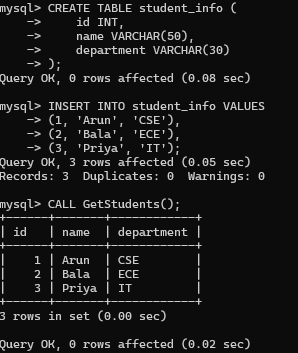 mysql> CREATE TABLE student_info (
    ->     id INT,
    ->     name VARCHAR(50),
    ->     department VARCHAR(30)
    -> );
Query OK, 0 rows affected (0.08 sec)

mysql> INSERT INTO student_info VALUES
    -> (1, 'Arun', 'CSE'),
    -> (2, 'Bala', 'ECE'),
    -> (3, 'Priya', 'IT');
Query OK, 3 rows affected (0.05 sec)
Records: 3  Duplicates: 0  Warnings: 0

mysql> CALL GetStudents();
+------+-------+------------+
| id   | name  | department |
+------+-------+------------+
|    1 | Arun  | CSE        |
|    2 | Bala  | ECE        |
|    3 | Priya | IT         |
+------+-------+------------+
3 rows in set (0.00 sec)

Query OK, 0 rows affected (0.02 sec)